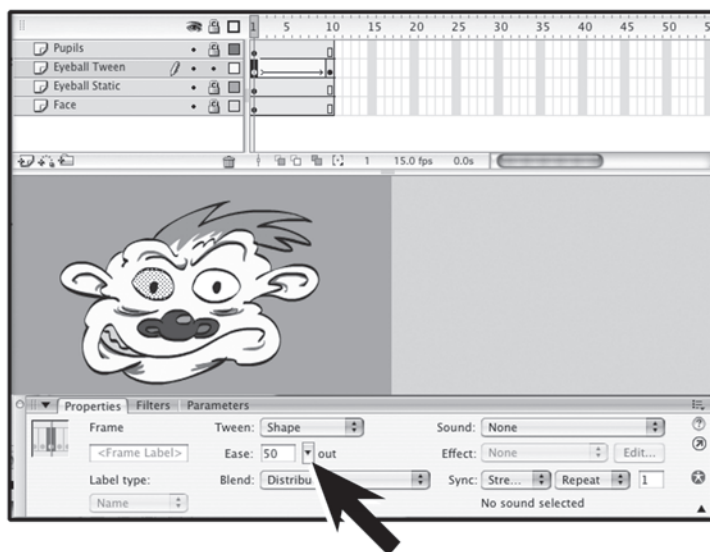 1 5 10 15 20 25 30 35 40 45 50
Pupils
Eyeball Tween
Eyeball Static
Face
1 15.0 fps 0.0s
Properties Filters Parameters
Frame Tween: Shape Sound: None
<Frame Label> Ease: 50 out Effect: None Edit...
Label type: Blend: Distribu Sync: Stre... Repeat 1
Name No sound selected